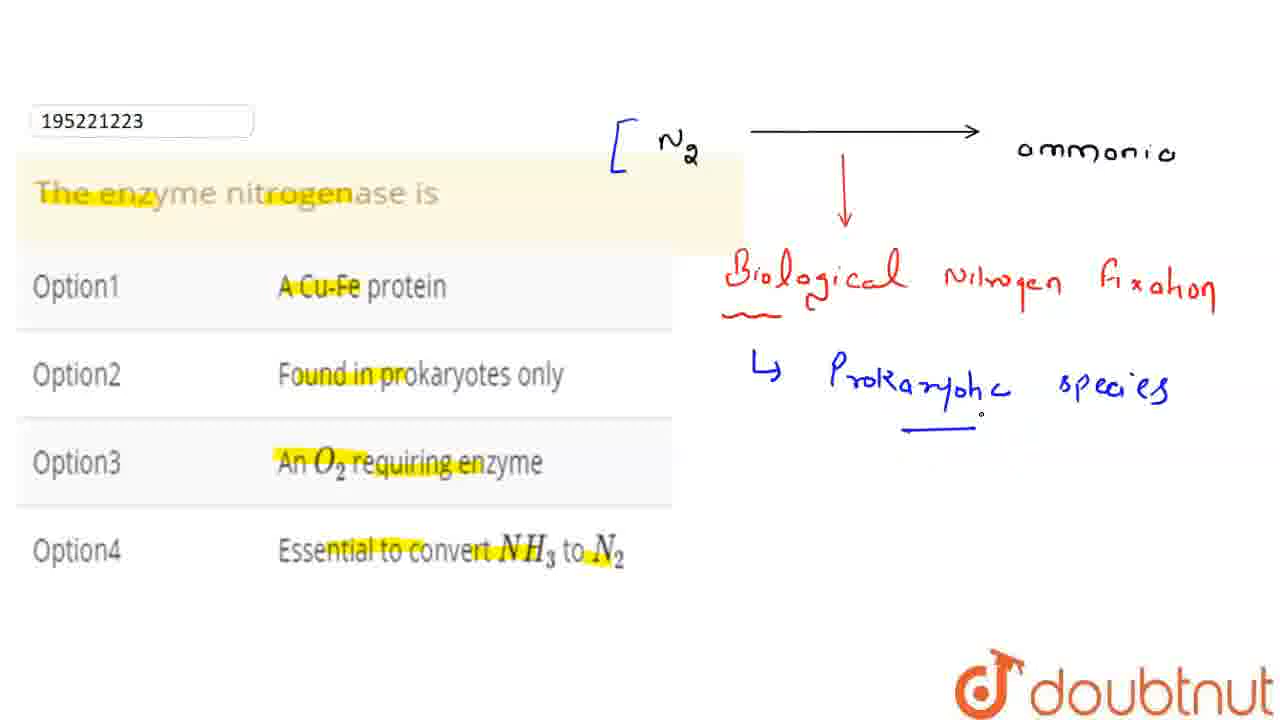 195221223
The enzyme nitrogenase is
Option1 A Cu-Fe protein
Option2 Found in prokaryotes only
Option3 An O₂ requiring enzyme
Option4 Essential to convert NH₃ to N₂
[ N₂ → ammonia
↓
Biological Nitrogen fixation
↳ Prokaryotic species
doubtnut